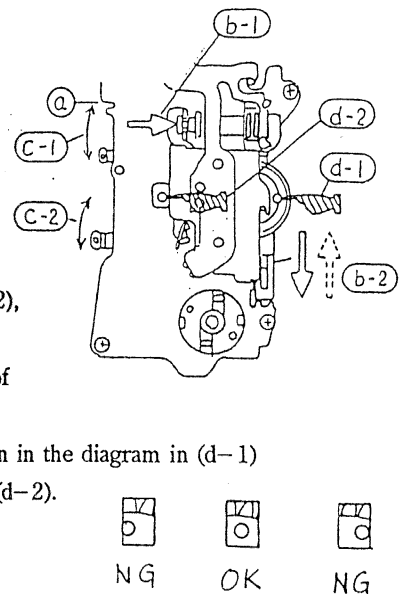 b-1
a
d-2
c-1
d-1
c-2
b-2
2),
of
n in the diagram in (d-1)
(d-2).
NG OK NG